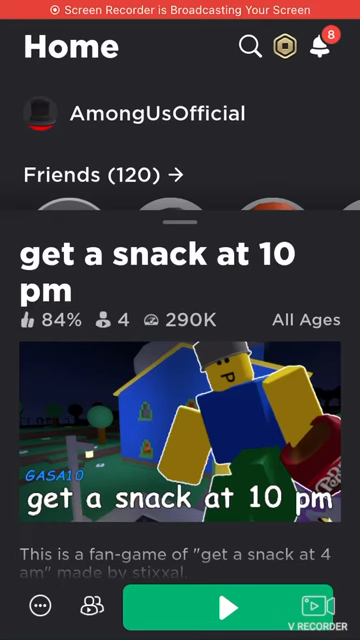 Screen Recorder is Broadcasting Your Screen
Home
8
AmongUsOfficial
Friends (120) →
get a snack at 10
pm
84% 4 290K All Ages
GASA10
get a snack at 10 pm
This is a fan-game of "get a snack at 4
am" made by stixxal.
V RECORDER